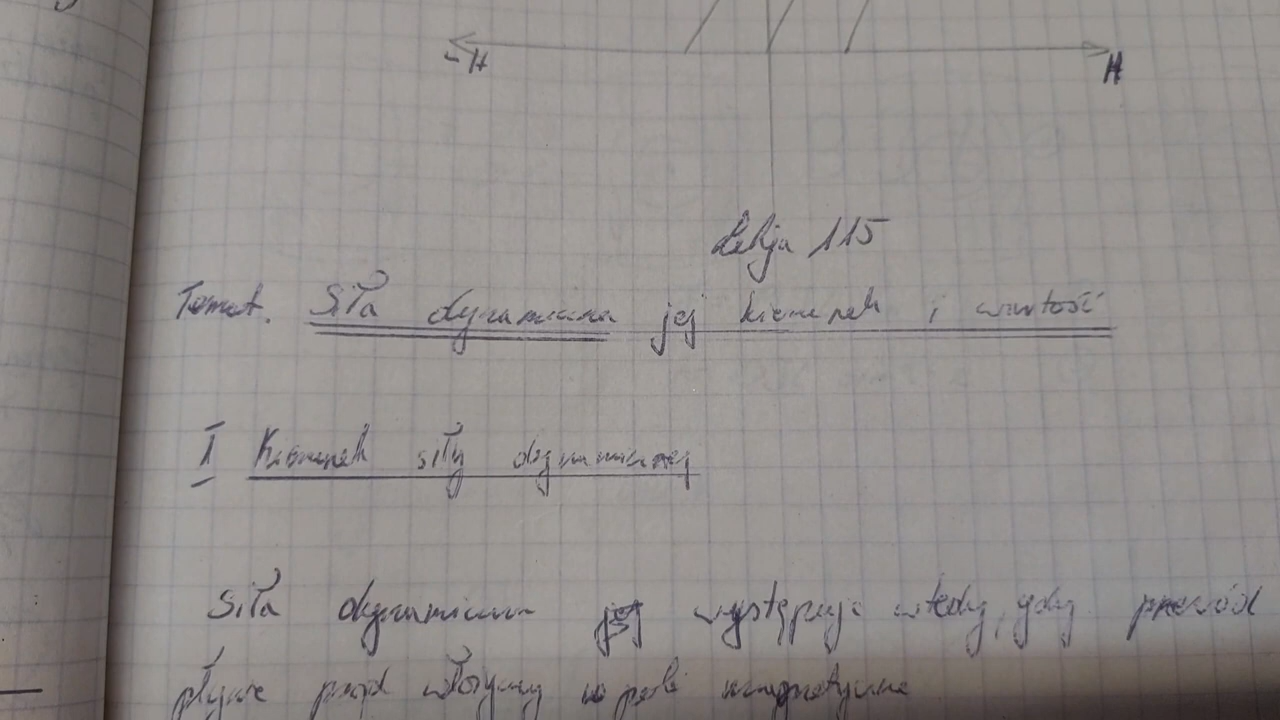 -H H
Lekja 115
Temat. Siła dynamiczna jej kierunek i wartość
I Kierunek siły dynamicznej
Siła dynamiczna występuje wtedy, gdy przewód
płynie prąd włożony w pole magnetyczne